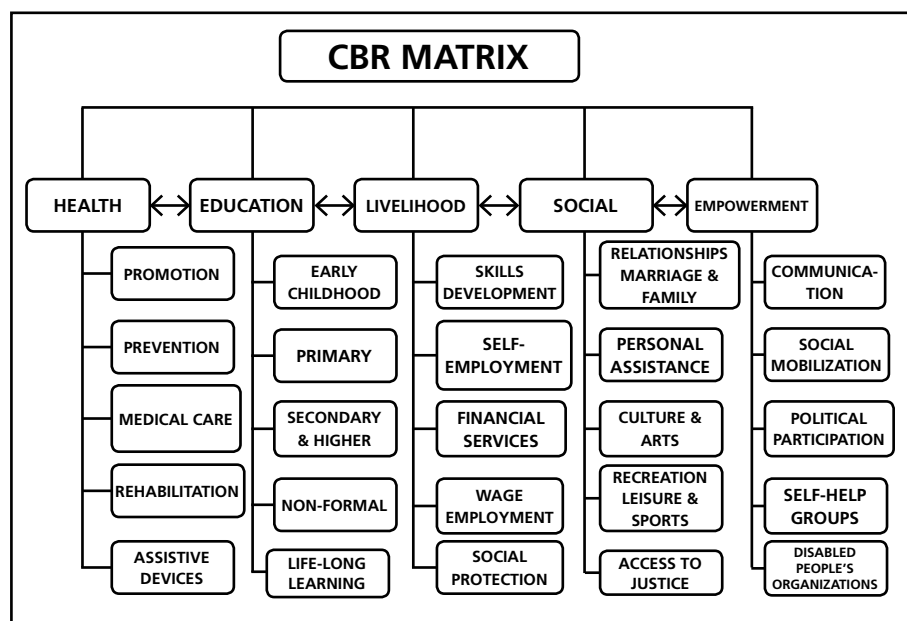 CBR MATRIX
HEALTH
EDUCATION
LIVELIHOOD
SOCIAL
EMPOWERMENT
PROMOTION
PREVENTION
MEDICAL CARE
REHABILITATION
ASSISTIVE
DEVICES
EARLY
CHILDHOOD
PRIMARY
SECONDARY
& HIGHER
NON-FORMAL
LIFE-LONG
LEARNING
SKILLS
DEVELOPMENT
SELF-
EMPLOYMENT
FINANCIAL
SERVICES
WAGE
EMPLOYMENT
SOCIAL
PROTECTION
RELATIONSHIPS
MARRIAGE &
FAMILY
PERSONAL
ASSISTANCE
CULTURE &
ARTS
RECREATION
LEISURE &
SPORTS
ACCESS TO
JUSTICE
COMMUNICA-
TION
SOCIAL
MOBILIZATION
POLITICAL
PARTICIPATION
SELF-HELP
GROUPS
DISABLED
PEOPLE'S
ORGANIZATIONS